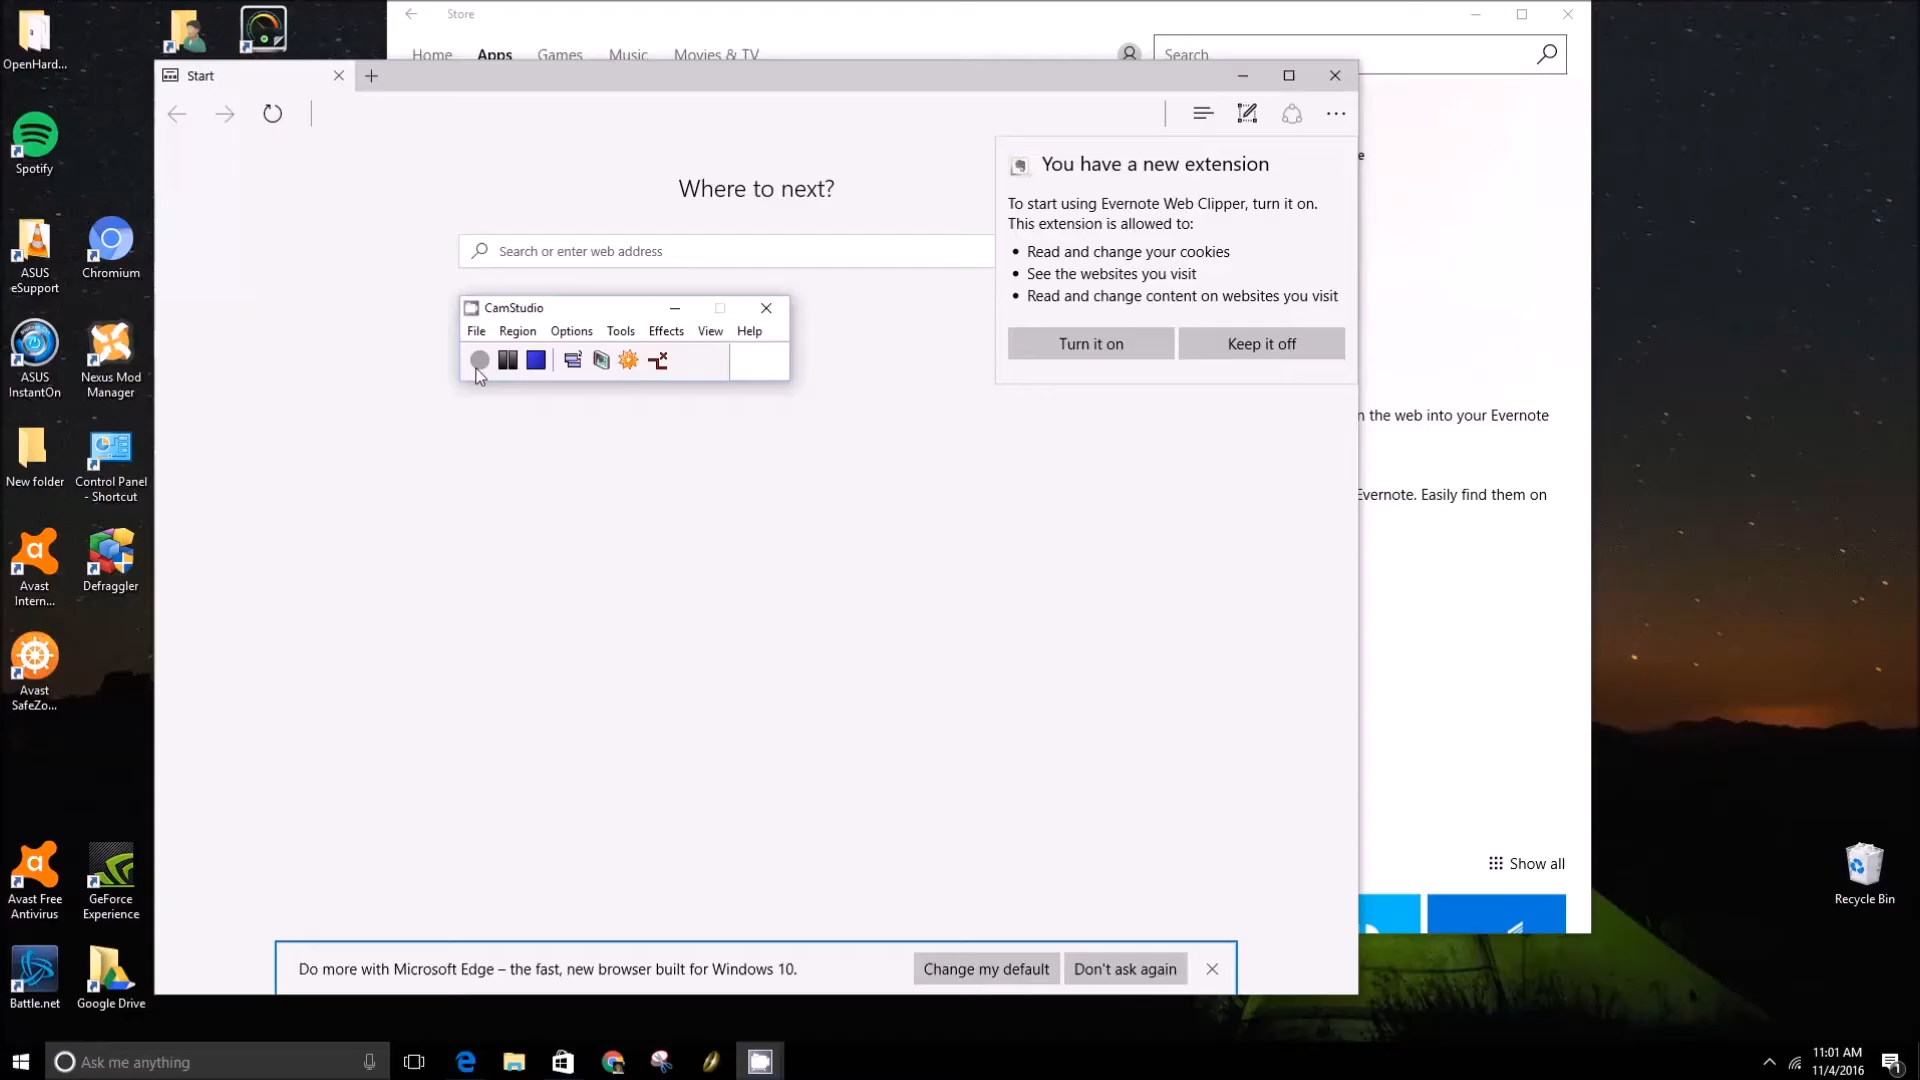 Store
Home Apps Games Music Movies & TV
Search
Start
Where to next?
Search or enter web address
You have a new extension
To start using Evernote Web Clipper, turn it on.
This extension is allowed to:
Read and change your cookies
See the websites you visit
Read and change content on websites you visit
Turn it on Keep it off
CamStudio
File Region Options Tools Effects View Help
n the web into your Evernote
Evernote. Easily find them on
Show all
Do more with Microsoft Edge – the fast, new browser built for Windows 10.
Change my default Don't ask again
OpenHard...
Spotify
ASUS
eSupport
Chromium
ASUS
InstantOn
Nexus Mod
Manager
New folder
Control Panel
- Shortcut
Avast
Intern...
Defraggler
Avast
SafeZo...
Avast Free
Antivirus
GeForce
Experience
Battle.net
Google Drive
Recycle Bin
Ask me anything
11:01 AM
11/4/2016
1